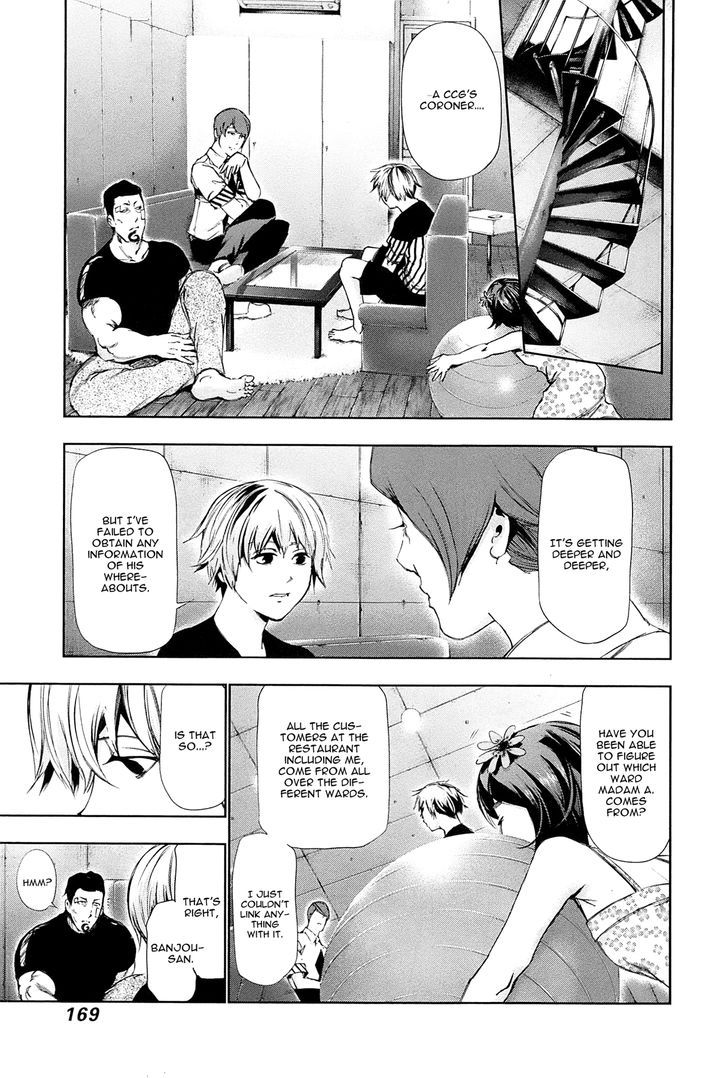 -A CCG'S
CORONER....
IT'S GETTING
DEEPER AND
DEEPER,
BUT I'VE
FAILED TO
OBTAIN ANY
INFORMATION
OF HIS
WHERE-
ABOUTS.
HAVE YOU
BEEN ABLE
TO FIGURE
OUT WHICH
WARD
MADAM A.
COMES
FROM?
ALL THE CUS-
TOMERS AT
THE
RESTAURANT
INCLUDING ME,
COME FROM ALL
OVER THE DIF-
FERENT WARDS.
I JUST
COULDN'T
LINK ANY-
THING
WITH IT.
IS THAT
SO...?
THAT'S
RIGHT,
BANJOU-
SAN.
HMM?
169